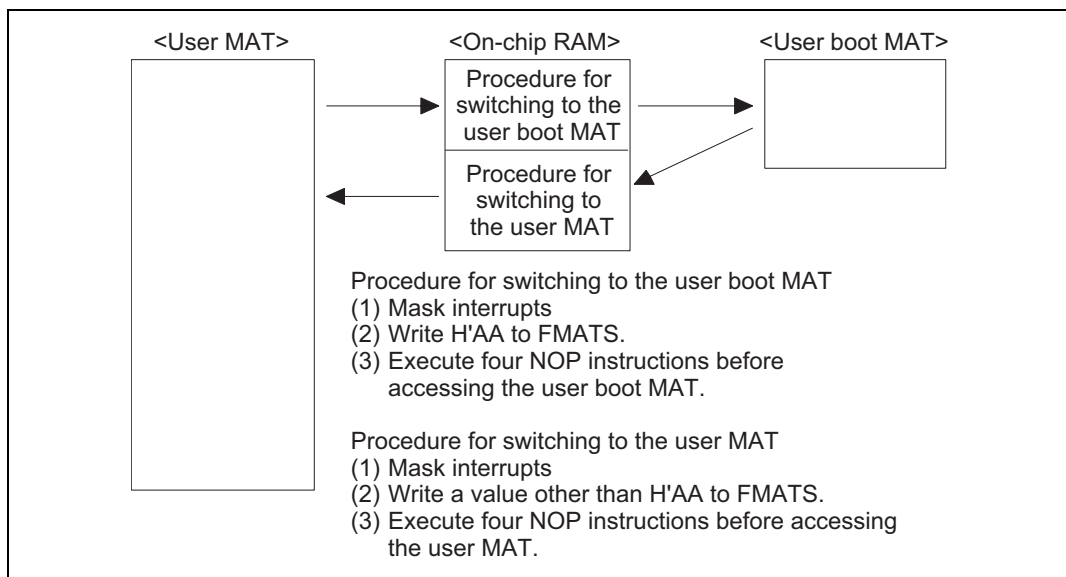 <User MAT>
<On-chip RAM>
<User boot MAT>
Procedure for
switching to the
user boot MAT
Procedure for
switching to
the user MAT
Procedure for switching to the user boot MAT
(1) Mask interrupts
(2) Write H'AA to FMATS.
(3) Execute four NOP instructions before
accessing the user boot MAT.
Procedure for switching to the user MAT
(1) Mask interrupts
(2) Write a value other than H'AA to FMATS.
(3) Execute four NOP instructions before accessing
the user MAT.